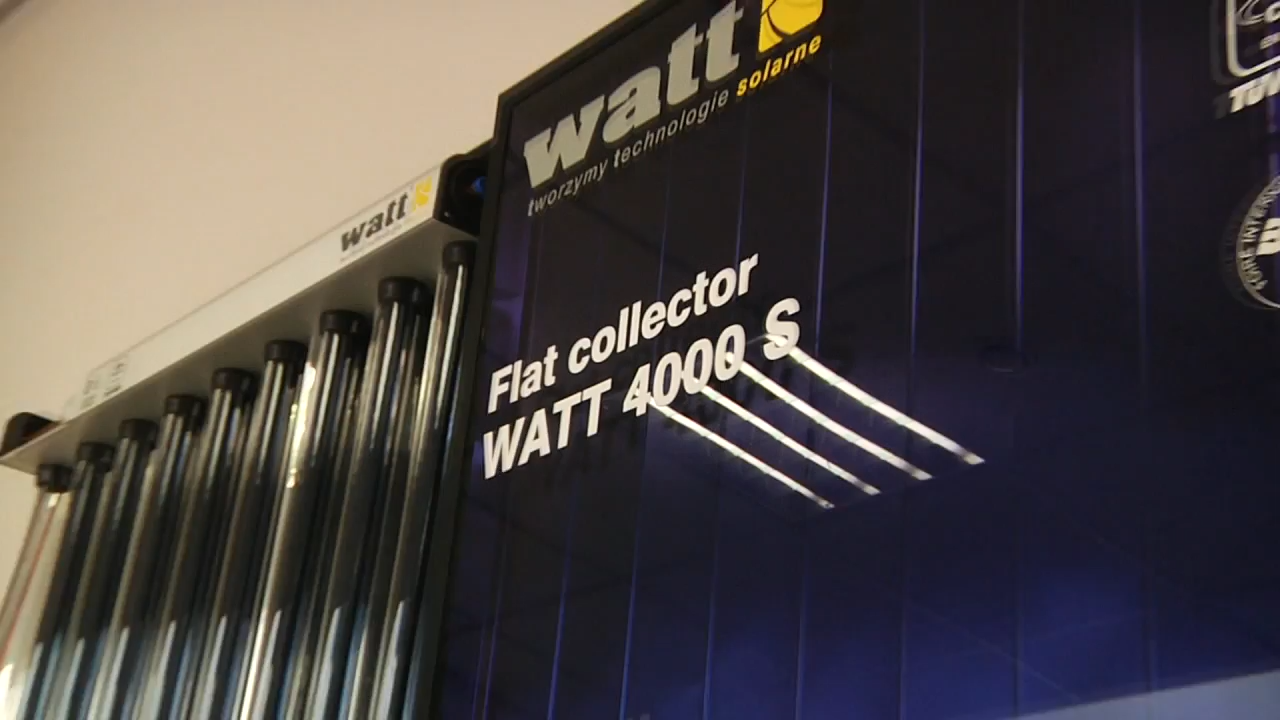 watt
tworzymy technologie solarne
watt
Flat collector
WATT 4000 S